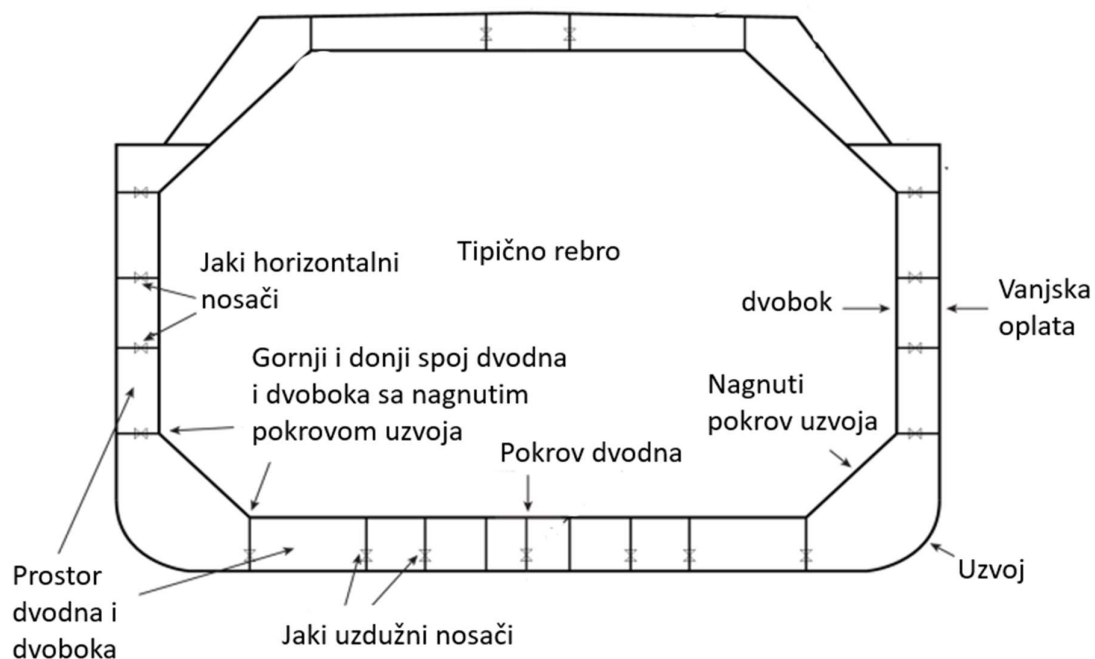 Tipično rebro
Jaki horizontalni
nosači
dvobok
Vanjska
oplata
Gornji i donji spoj dvodna
i dvoboka sa nagnutim
pokrovom uzvoja
Nagnuti
pokrov uzvoja
Pokrov dvodna
Prostor
dvodna i
dvoboka
Jaki uzdužni nosači
Uzvoj